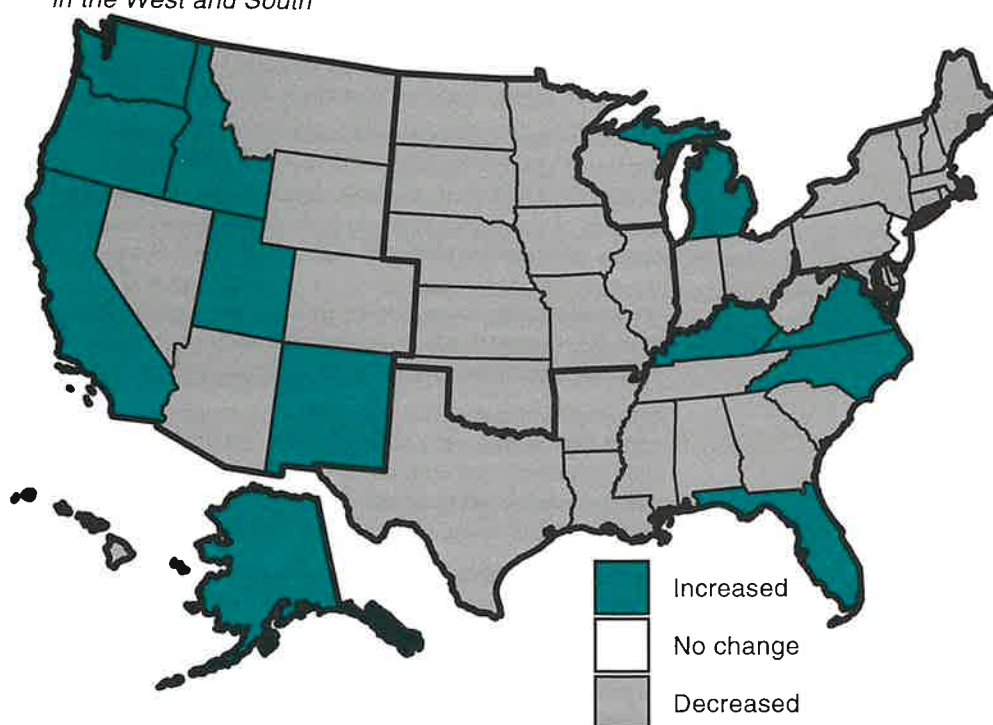 in the West and South
Increased
No change
Decreased